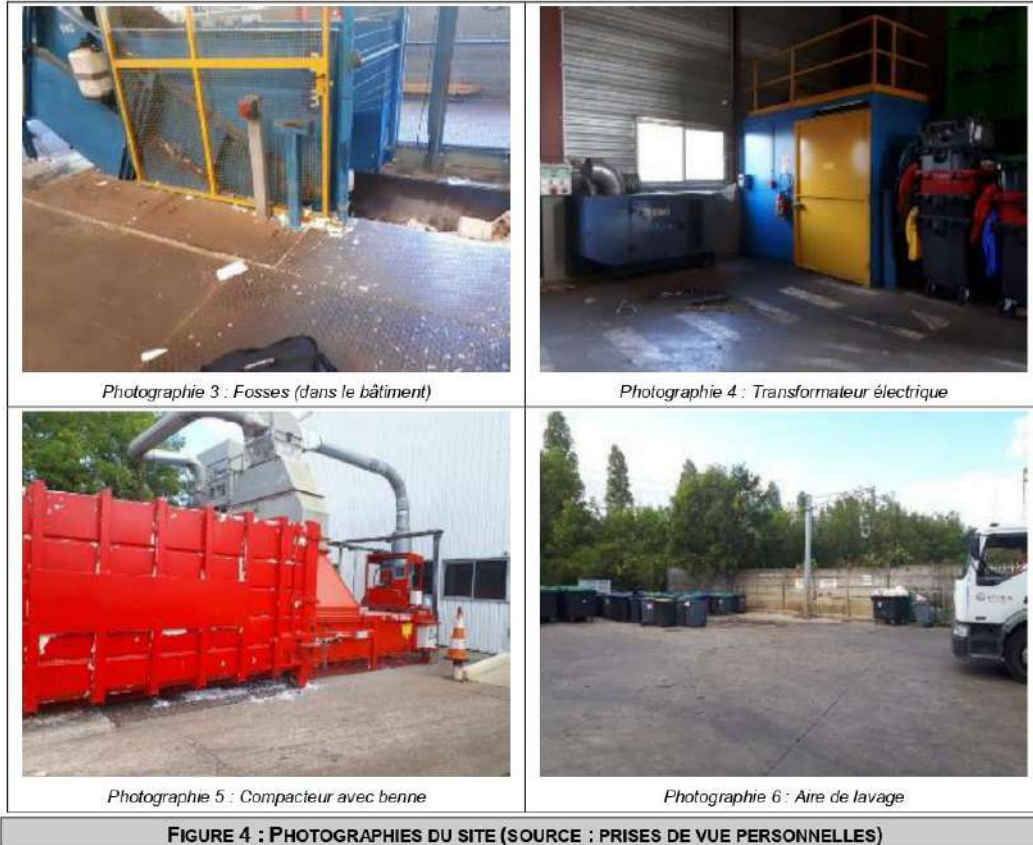 Photographie 3 : Fosses (dans le bâtiment)
Photographie 4 : Transformateur électrique
Photographie 5 : Compacteur avec benne
Photographie 6 : Aire de lavage
FIGURE 4 : PHOTOGRAPHIES DU SITE (SOURCE : PRISES DE VUE PERSONNELLES)